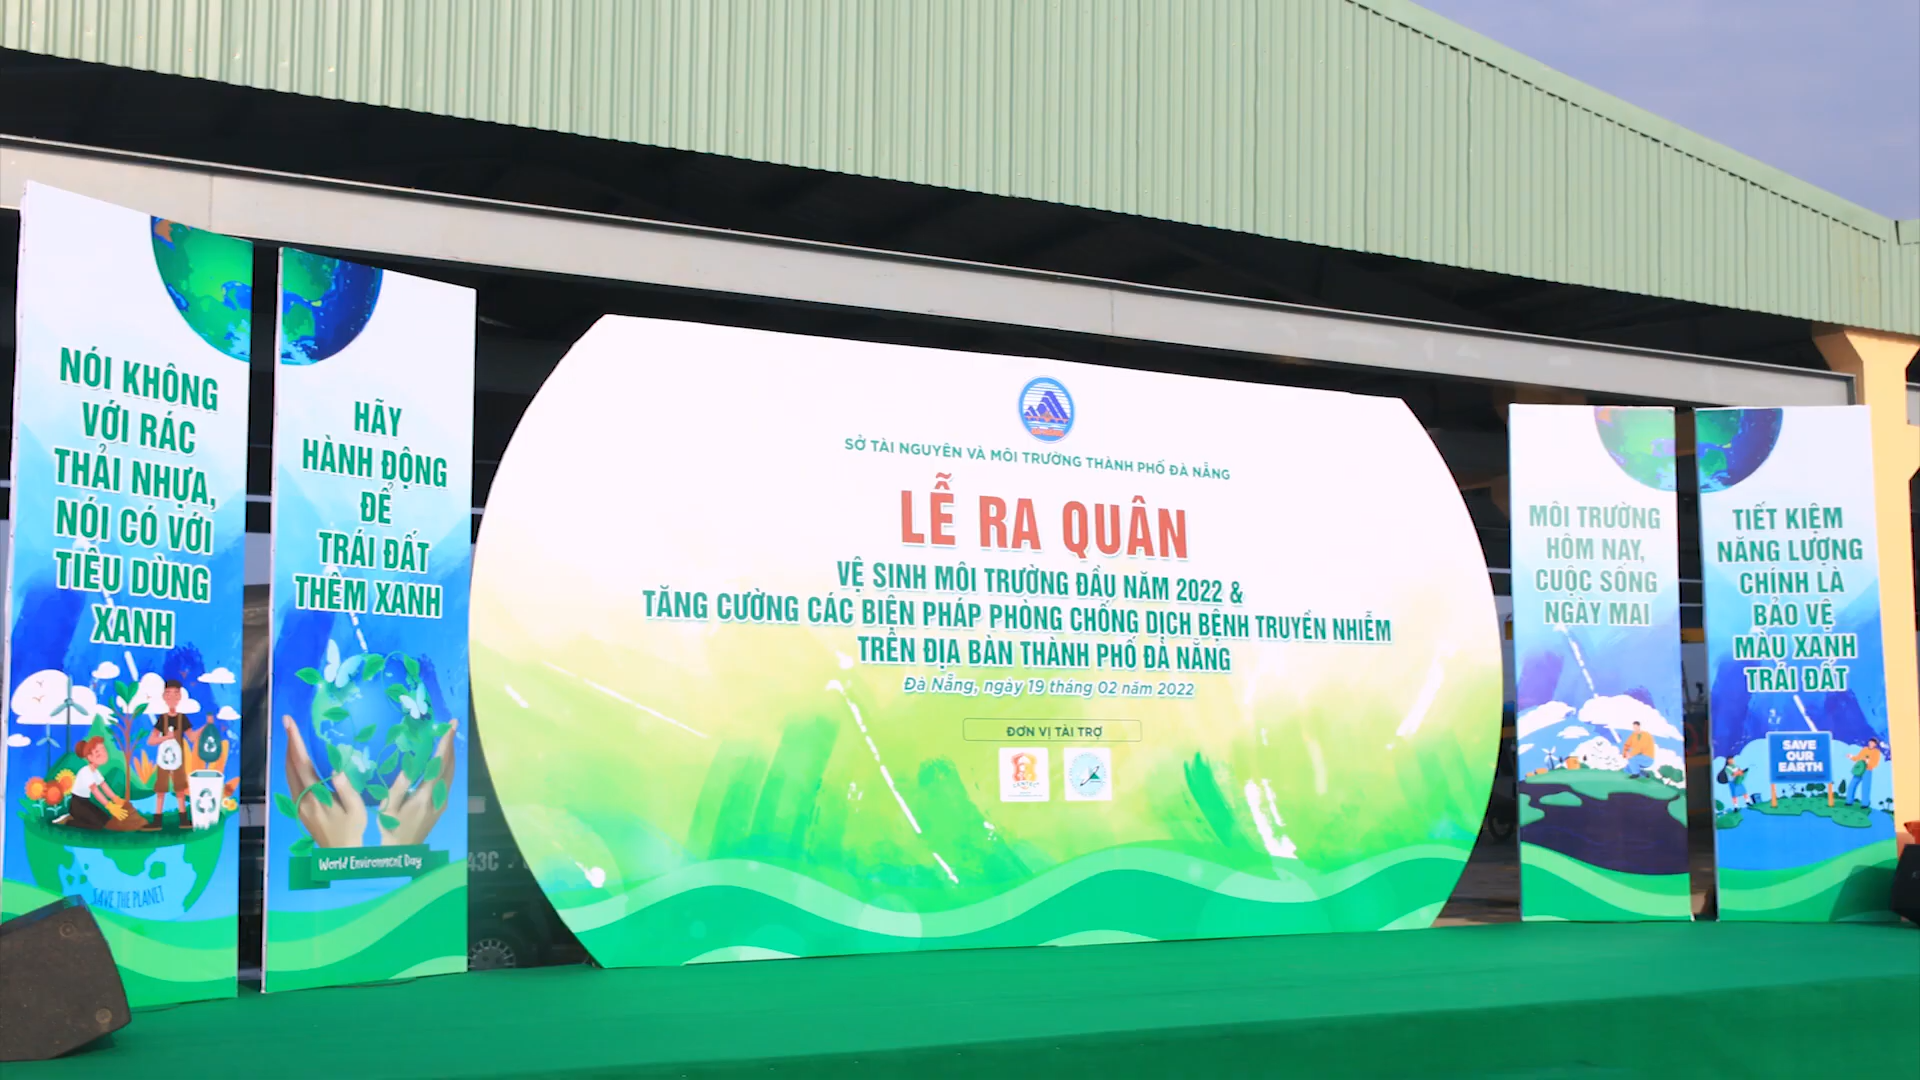 NÓI KHÔNG
VỚI RÁC
THẢI NHỰA,
NÓI CÓ VỚI
TIÊU DÙNG
XANH
SAVE THE PLANET
HÃY
HÀNH ĐỘNG
ĐỂ
TRÁI ĐẤT
THÊM XANH
World Environment Day
43C
SỞ TÀI NGUYÊN VÀ MÔI TRƯỜNG THÀNH PHỐ ĐÀ NẴNG
LỄ RA QUÂN
VỆ SINH MÔI TRƯỜNG ĐẦU NĂM 2022 &
TĂNG CƯỜNG CÁC BIỆN PHÁP PHÒNG CHỐNG DỊCH BỆNH TRUYỀN NHIỄM
TRÊN ĐỊA BÀN THÀNH PHỐ ĐÀ NẴNG
Đà Nẵng, ngày 19 tháng 02 năm 2022
ĐƠN VỊ TÀI TRỢ
MÔI TRƯỜNG
HÔM NAY,
CUỘC SỐNG
NGÀY MAI
TIẾT KIỆM
NĂNG LƯỢNG
CHÍNH LÀ
BẢO VỆ
MÀU XANH
TRÁI ĐẤT
SAVE
OUR
EARTH